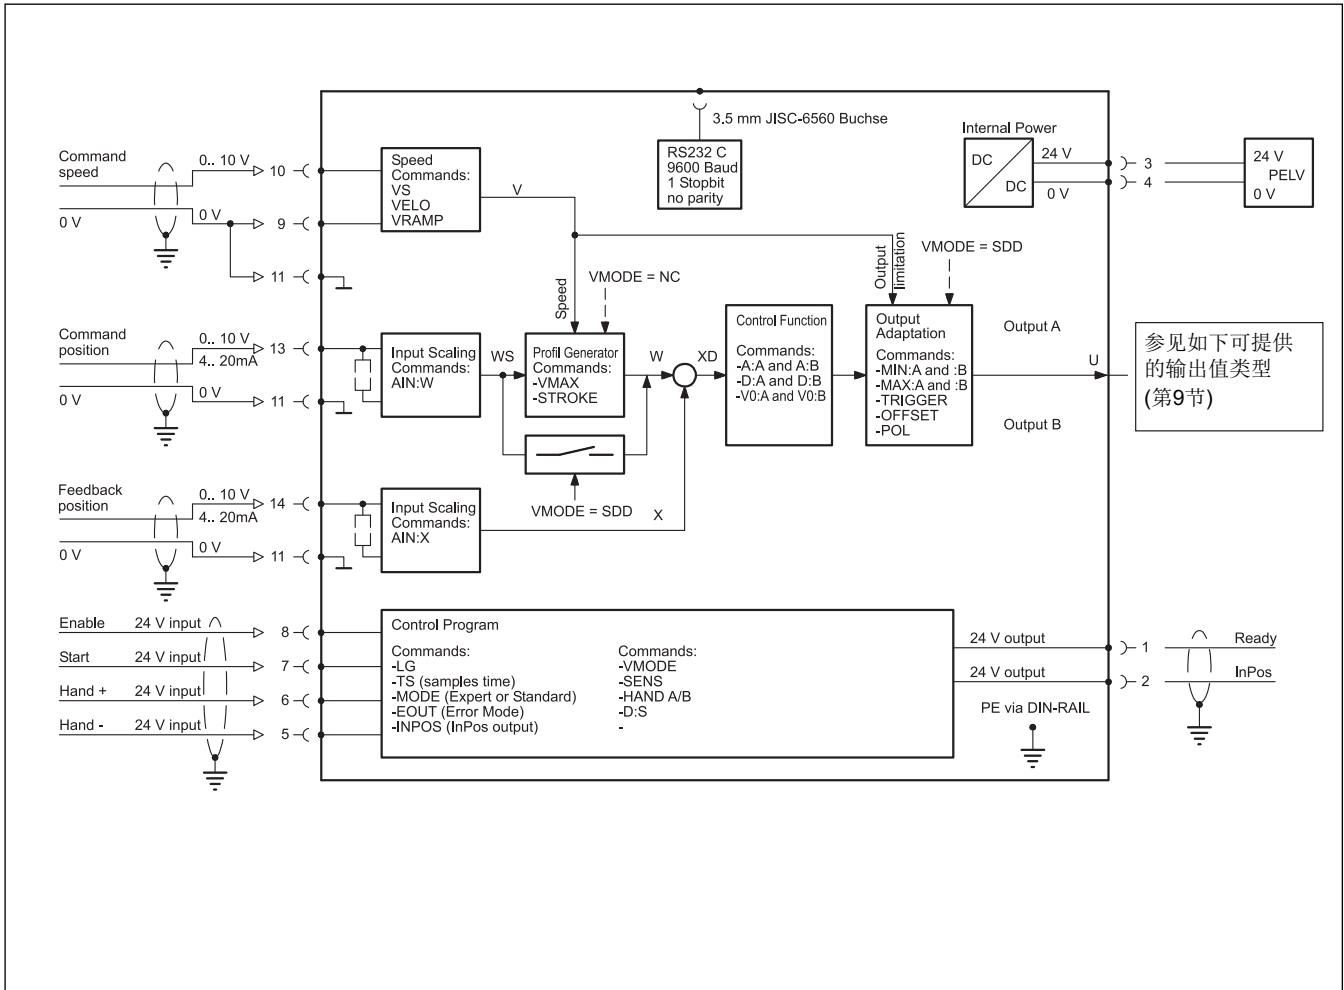 3.5 mm JISC-6560 Buchse
RS232 C
9600 Baud
1 Stopbit
no parity
Internal Power
DC
DC
24 V
0 V
3
4
24 V
PELV
0 V
Command
speed
0 V
0.. 10 V
0 V
10
9
11
Speed
Commands:
VS
VELO
VRAMP
V
Speed
VMODE = NC
Output
limitation
VMODE = SDD
Command
position
0 V
0.. 10 V
4.. 20mA
0 V
13
11
Input Scaling
Commands:
AIN:W
WS
Profil Generator
Commands:
-VMAX
-STROKE
W
XD
Control Function
Commands:
-A:A and A:B
-D:A and D:B
-V0:A and V0:B
Output
Adaptation
Commands:
-MIN:A and :B
-MAX:A and :B
-TRIGGER
-OFFSET
-POL
Output A
U
Output B
参见如下可提供
的输出值类型
(第9节)
VMODE = SDD
Feedback
position
0 V
0.. 10 V
4.. 20mA
0 V
14
11
Input Scaling
Commands:
AIN:X
X
Enable 24 V input 8
Start 24 V input 7
Hand + 24 V input 6
Hand - 24 V input 5
Control Program
Commands:
-LG
-TS (samples time)
-MODE (Expert or Standard)
-EOUT (Error Mode)
-INPOS (InPos output)
Commands:
-VMODE
-SENS
-HAND A/B
-D:S
-
24 V output 1 Ready
24 V output 2 InPos
PE via DIN-RAIL